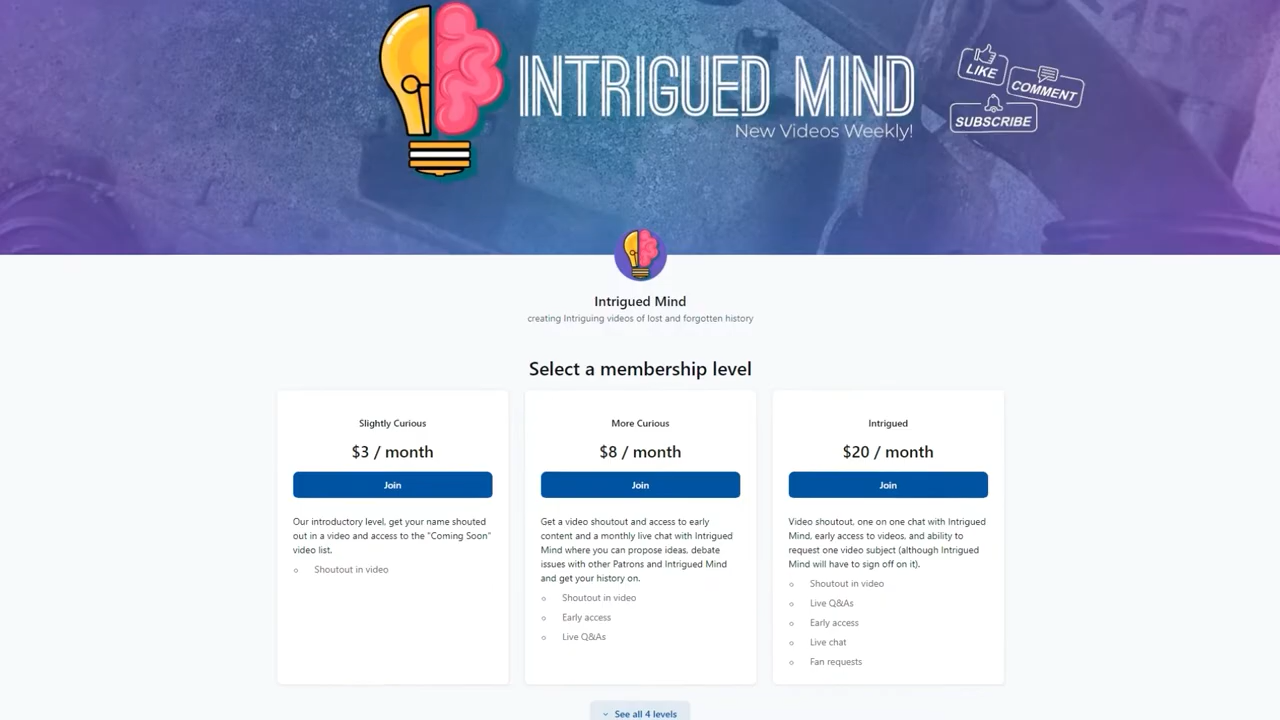 INTRIGUED MIND
New Videos Weekly!
LIKE
COMMENT
SUBSCRIBE
Intrigued Mind
creating Intriguing videos of lost and forgotten history
Select a membership level
Slightly Curious
$3 / month
Join
Our introductory level, get your name shouted
out in a video and access to the "Coming Soon"
video list.
Shoutout in video
More Curious
$8 / month
Join
Get a video shoutout and access to early
content and a monthly live chat with Intrigued
Mind where you can propose ideas, debate
issues with other Patrons and Intrigued Mind
and get your history on.
Shoutout in video
Early access
Live Q&As
Intrigued
$20 / month
Join
Video shoutout, one on one chat with Intrigued
Mind, early access to videos, and ability to
request one video subject (although Intrigued
Mind will have to sign off on it).
Shoutout in video
Live Q&As
Early access
Live chat
Fan requests
See all 4 levels